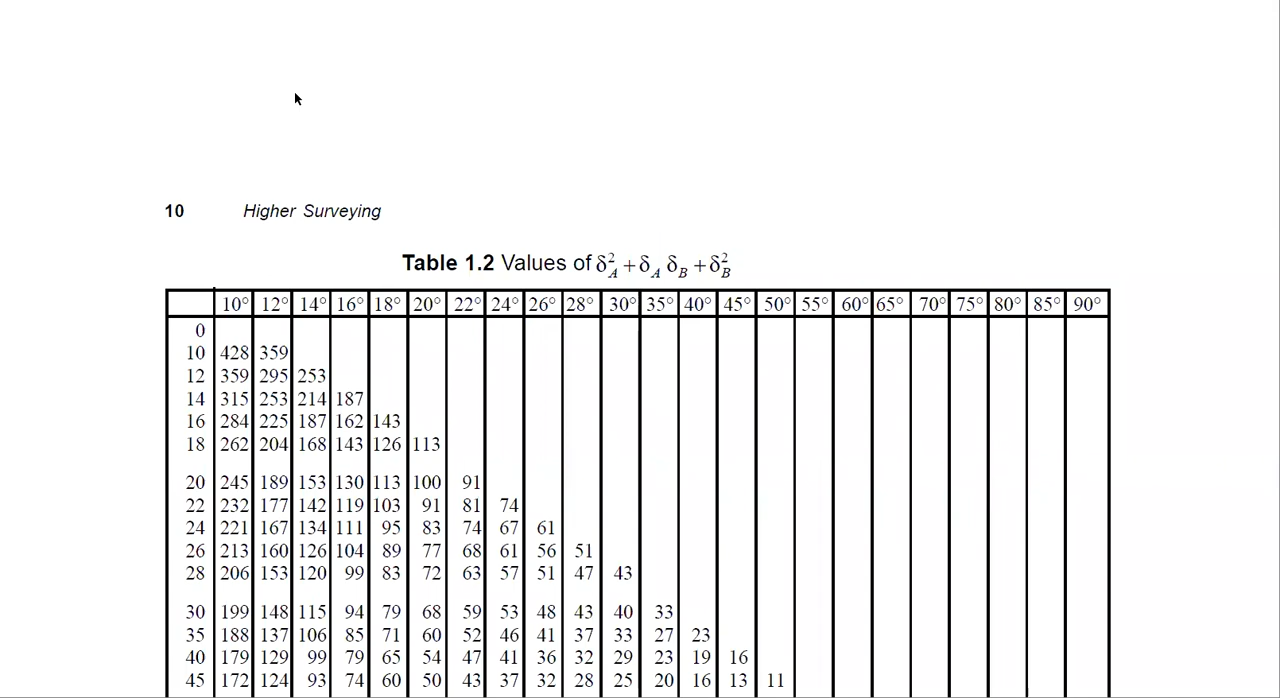 10 Higher Surveying
Table 1.2 Values of δ²A + δA δB + δ²B
10° 12° 14° 16° 18° 20° 22° 24° 26° 28° 30° 35° 40° 45° 50° 55° 60° 65° 70° 75° 80° 85° 90°
0
10 428 359
12 359 295 253
14 315 253 214 187
16 284 225 187 162 143
18 262 204 168 143 126 113
20 245 189 153 130 113 100 91
22 232 177 142 119 103 91 81 74
24 221 167 134 111 95 83 74 67 61
26 213 160 126 104 89 77 68 61 56 51
28 206 153 120 99 83 72 63 57 51 47 43
30 199 148 115 94 79 68 59 53 48 43 40 33
35 188 137 106 85 71 60 52 46 41 37 33 27 23
40 179 129 99 79 65 54 47 41 36 32 29 23 19 16
45 172 124 93 74 60 50 43 37 32 28 25 20 16 13 11